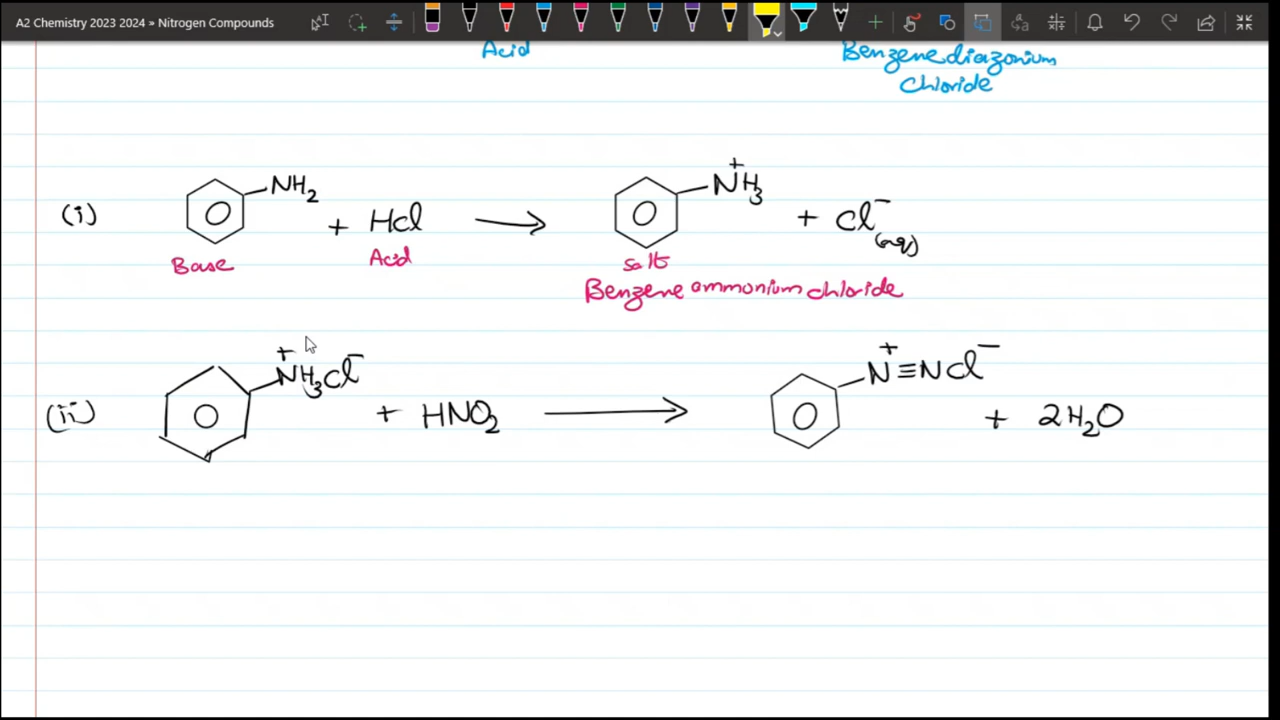 A2 Chemistry 2023 2024 » Nitrogen Compounds
Acid
Benzenediazonium
Chloride
(i) NH2 + HCl → N+H3 + Cl-(aq)
Base Acid Salt
Benzene ammonium chloride
(ii) N+H3Cl- + HNO2 → N+≡NCl- + 2H2O